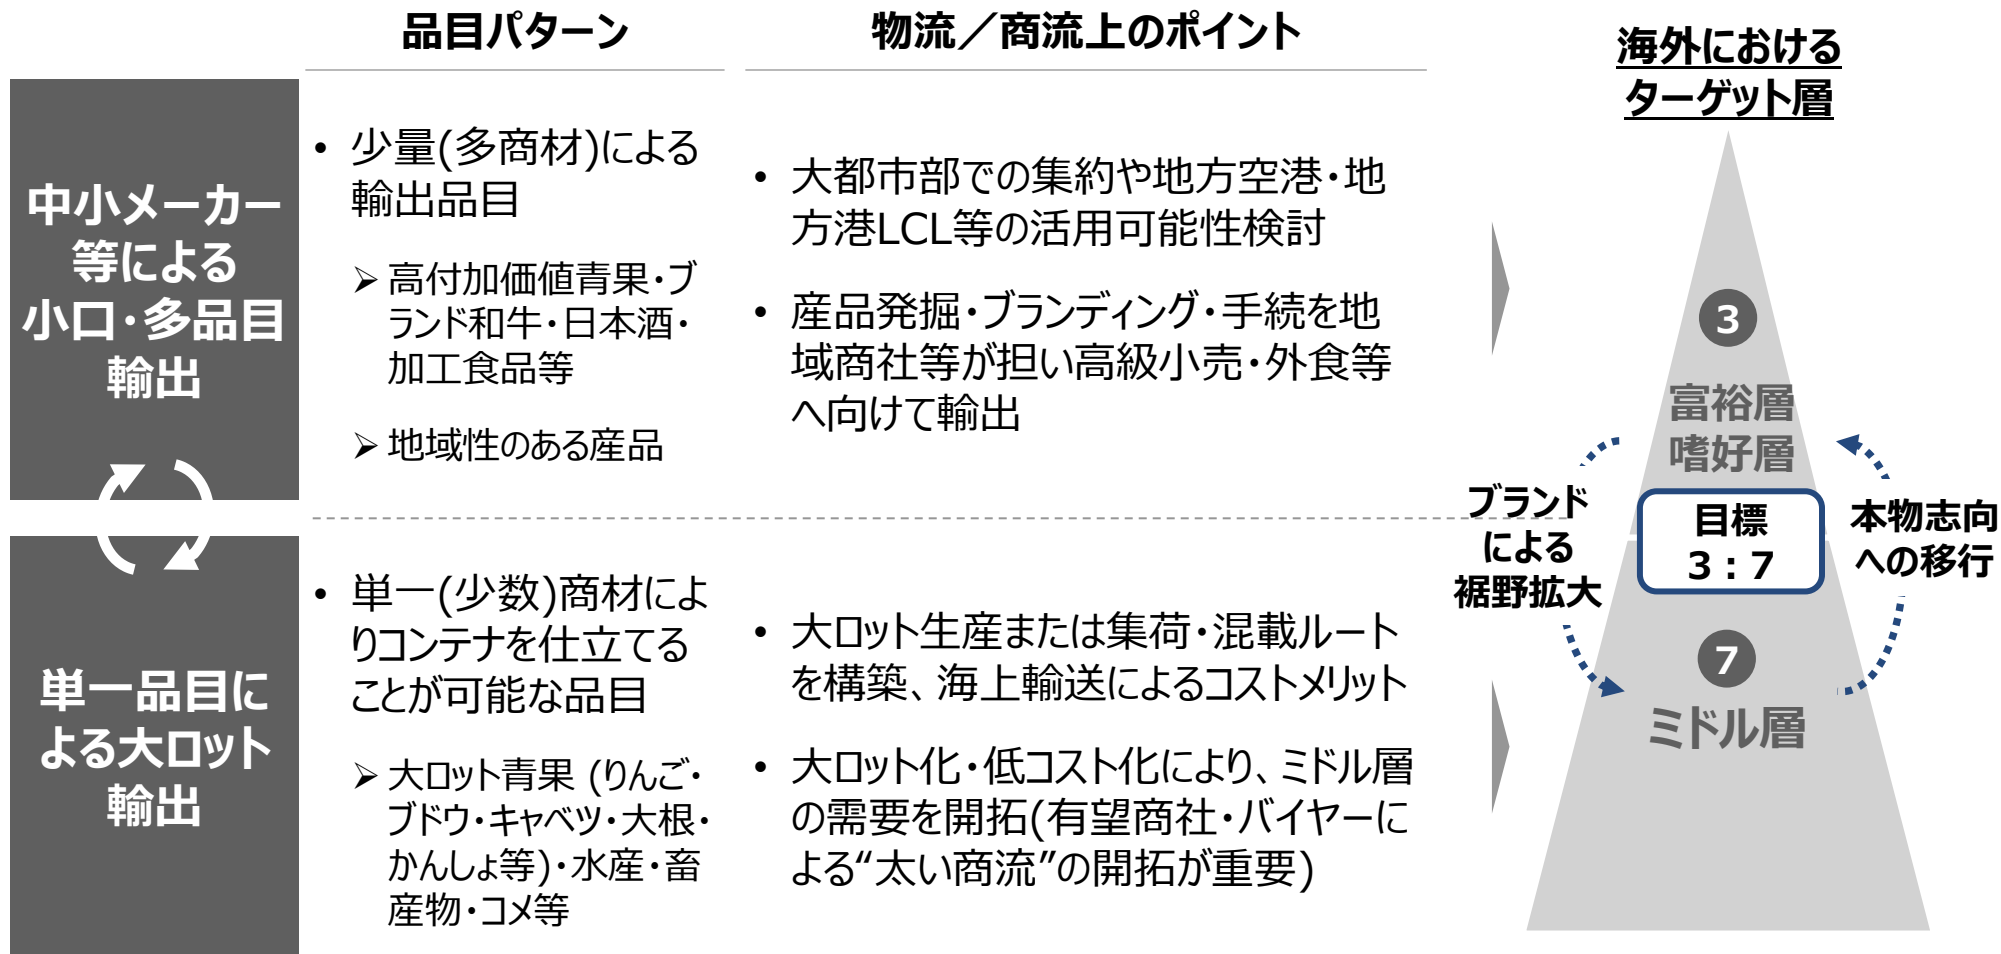 品目パターン
物流／商流上のポイント
海外における
ターゲット層
中小メーカー
等による
小口･多品目
輸出
• 少量(多商材)による
輸出品目
➢ 高付加価値青果･ブ
ランド和牛・日本酒・
加工食品等
➢ 地域性のある産品
• 大都市部での集約や地方空港･地
方港LCL等の活用可能性検討
• 産品発掘･ブランディング･手続を地
域商社等が担い高級小売・外食等
へ向けて輸出
単一品目に
よる大ロット
輸出
• 単一(少数)商材によ
りコンテナを仕立てる
ことが可能な品目
➢ 大ロット青果 (りんご･
ブドウ･キャベツ･大根･
かんしょ等)･水産・畜
産物･コメ等
• 大ロット生産または集荷･混載ルート
を構築、海上輸送によるコストメリット
• 大ロット化･低コスト化により、ミドル層
の需要を開拓(有望商社･バイヤーに
よる“太い商流”の開拓が重要)
3
富裕層
嗜好層
ブランド
による
裾野拡大
目標
3：7
本物志向
への移行
7
ミドル層